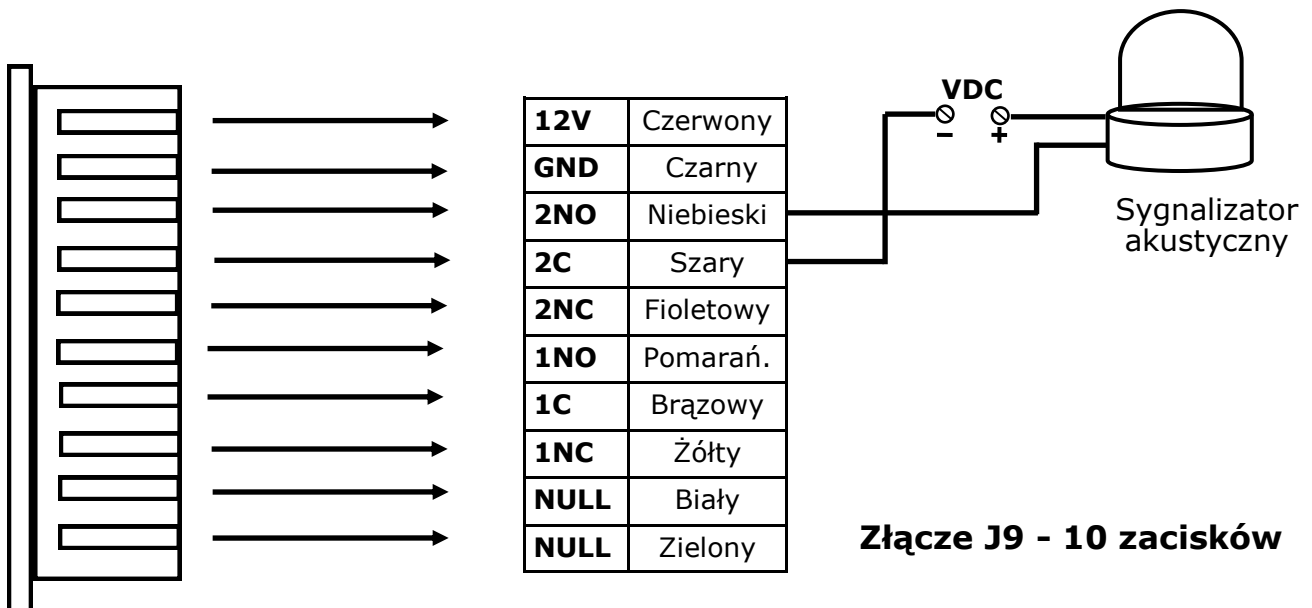 VDC
- +
12V Czerwony
GND Czarny
2NO Niebieski
2C Szary
2NC Fioletowy
1NO Pomarań.
1C Brązowy
1NC Żółty
NULL Biały
NULL Zielony
Sygnalizator
akustyczny
Złącze J9 - 10 zacisków